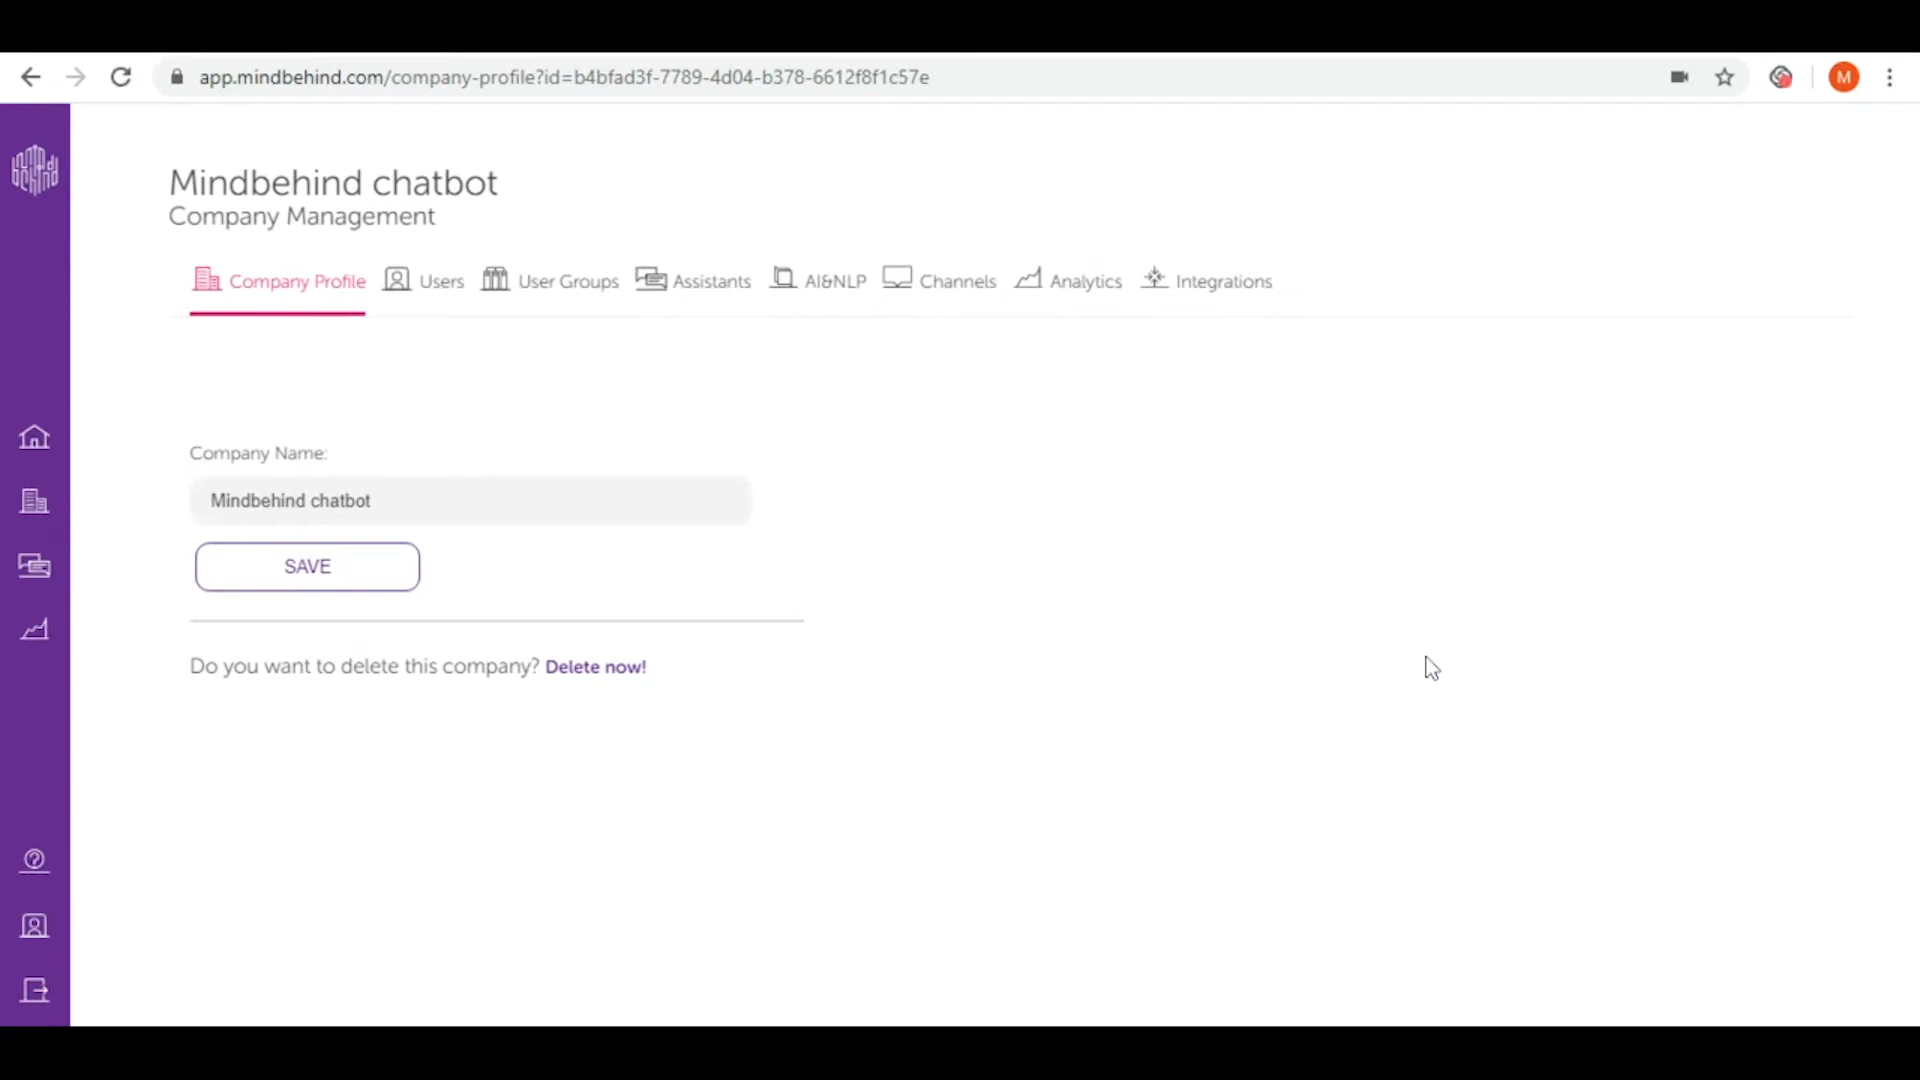 app.mindbehind.com/company-profile?id=b4bfad3f-7789-4d04-b378-6612f8f1c57e
M
mind
behind
Mindbehind chatbot
Company Management
Company Profile Users User Groups Assistants AI&NLP Channels Analytics Integrations
Company Name:
Mindbehind chatbot
SAVE
Do you want to delete this company? Delete now!